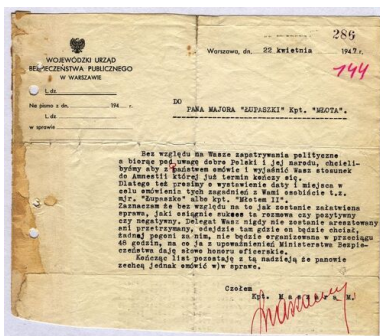 286
WOJEWÓDZKI URZĄD
BEZPIECZEŃSTWA PUBLICZNEGO
W WARSZAWIE
Warszawa, dn. 22 kwietnia 1947 r.
144
L. dz.
Na pismo z dn. 194 r.
L. dz.
w sprawie
DO
PANA MAJORA "ŁUPASZKI" Kpt. "MŁOTA".
Bez względu na Wasze zapatrywania polityczne
a biorąc pod uwagę dobro Polski i jej narodu, chcieli-
byśmy aby z państwem omówić i wyjaśnić Wasz stosunek
do Amnestii której już termin kończy się.
Dlatego też prosimy o wystawienie daty i miejsca w
celu omówienia tych zagadnień z Wami osobiście t.z.
mjr. "Łupaszko" albo kpt. "Młotem II".
Zaznaczam że bez względu na to jak zostanie załatwiona
sprawa, jaki osiągnie sukces ta rozmowa czy pozytywny
czy negatywny, Delegat Wasz nigdy nie zostanie aresztowany
ani przetrzymany, odejdzie tam gdzie on będzie chciał,
żadnej pogoni za nim, nie będzie organizowana w przeciągu
48 godzin, na co ja z upoważnienia Ministerstwa Bezpie-
czeństwa daję słowo honoru oficerskie.
Kończąc list pozostaję z tą nadzieją że panowie
zechcą jednak omówić w/w sprawę.
Czołem
Kpt.